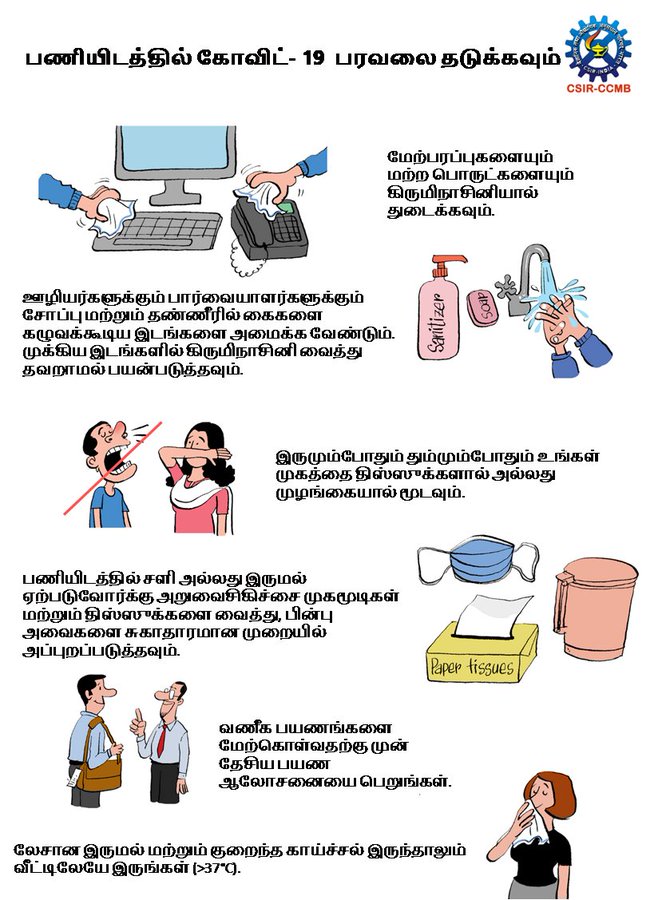 பணியிடத்தில் கோவிட்- 19 பரவலை தடுக்கவும்
CSIR-CCMB
மேற்பரப்புகளையும்
மற்ற பொருட்களையும்
கிருமிநாசினியால்
துடைக்கவும்.
ஊழியர்களுக்கும் பார்வையாளர்களுக்கும்
சோப்பு மற்றும் தண்ணீரில் கைகளை
கழுவக்கூடிய இடங்களை அமைக்க வேண்டும்.
முக்கிய இடங்களில் கிருமிநாசினி வைத்து
தவறாமல் பயன்படுத்தவும்.
Sanitizer
SOAP
இருமும்போதும் தும்மும்போதும் உங்கள்
முகத்தை திஸ்ஸுக்களால் அல்லது
முழங்கையால் மூடவும்.
பணியிடத்தில் சளி அல்லது இருமல்
ஏற்படுவோர்க்கு அறுவைசிகிச்சை முகமூடிகள்
மற்றும் திஸ்ஸுக்களை வைத்து, பின்பு
அவைகளை சுகாதாரமான முறையில்
அப்புறப்படுத்தவும்.
Paper tissues
வணீக பயணங்களை
மேற்கொள்வதற்கு முன்
தேசிய பயண
ஆலோசனையை பெறுங்கள்.
லேசான இருமல் மற்றும் குறைந்த காய்ச்சல் இருந்தாலும்
வீட்டிலேயே இருங்கள் (>37°C).